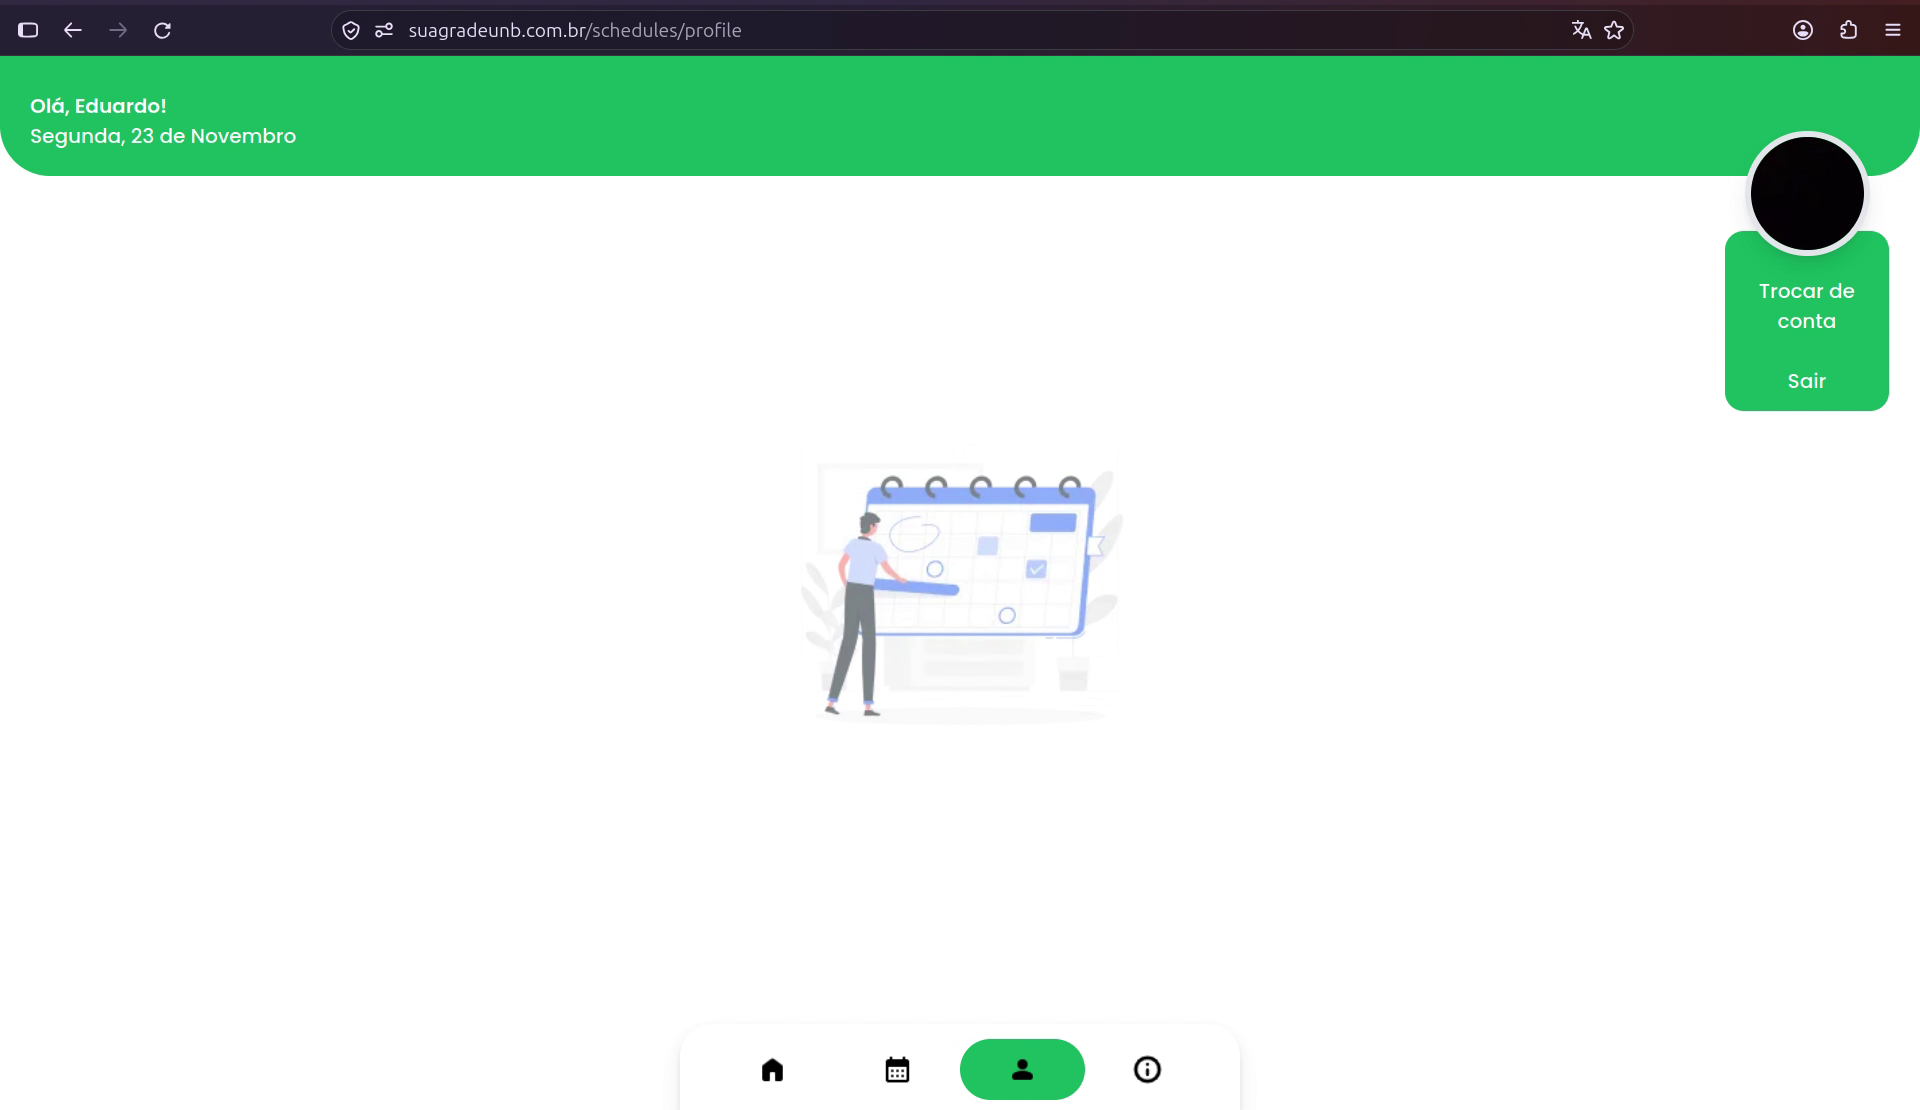 suagradeunb.com.br/schedules/profile
Olá, Eduardo!
Segunda, 23 de Novembro
Trocar de
conta
Sair